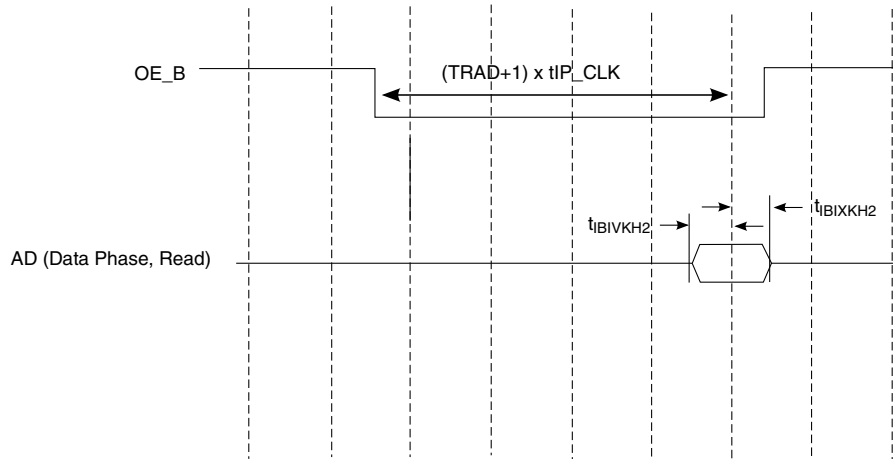 OE_B
(TRAD+1) x tIP_CLK
tIBIVKH2
tIBIXKH2
AD (Data Phase, Read)